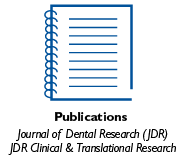 Publications
Journal of Dental Research (JDR)
JDR Clinical & Translational Research